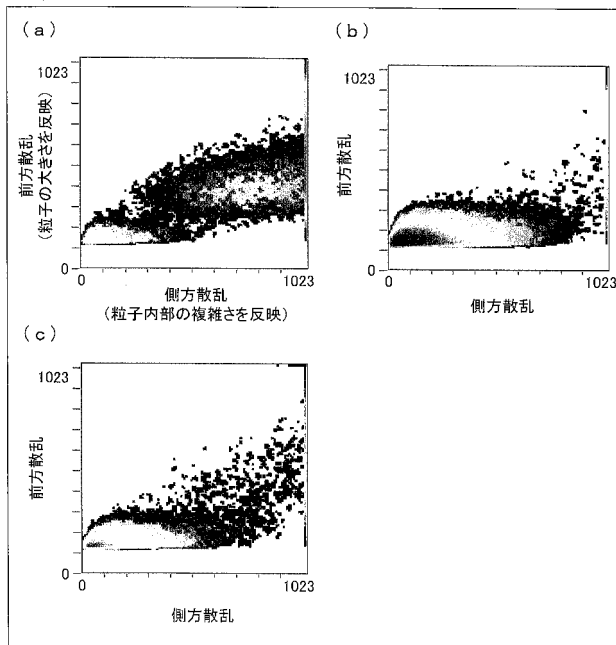 (a)
1023
前方散乱
(粒子の大きさを反映)
0
0
1023
側方散乱
(粒子内部の複雑さを反映)
(b)
1023
前方散乱
0
0
1023
側方散乱
(c)
1023
前方散乱
0
0
1023
側方散乱